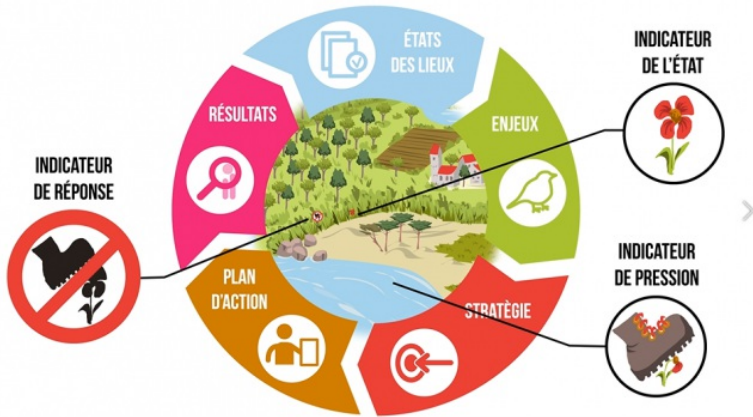 ÉTATS
DES LIEUX
INDICATEUR
DE L'ÉTAT
RÉSULTATS
ENJEUX
INDICATEUR
DE RÉPONSE
INDICATEUR
DE PRESSION
PLAN
D'ACTION
STRATÈGIE